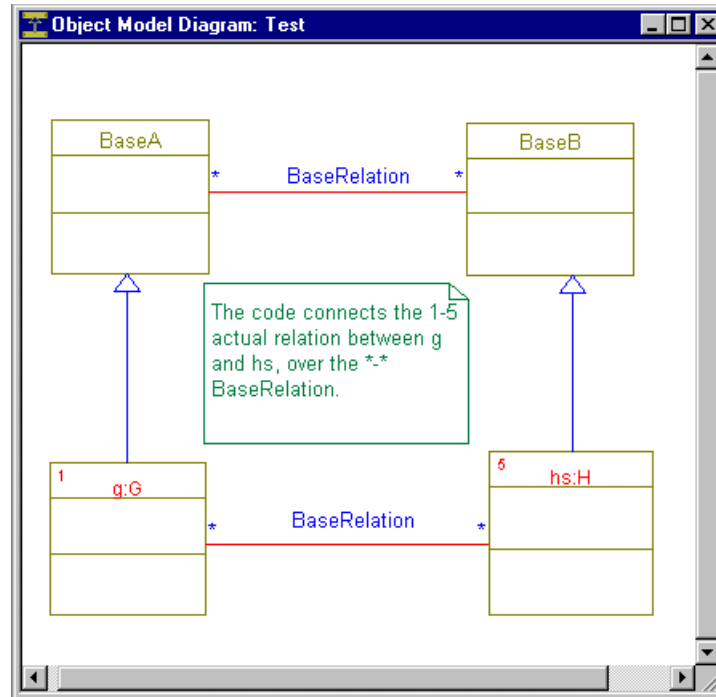 Object Model Diagram: Test
BaseA
BaseB
* BaseRelation *
The code connects the 1-5
actual relation between g
and hs, over the *-*
BaseRelation.
1
g:G
5
hs:H
* BaseRelation *